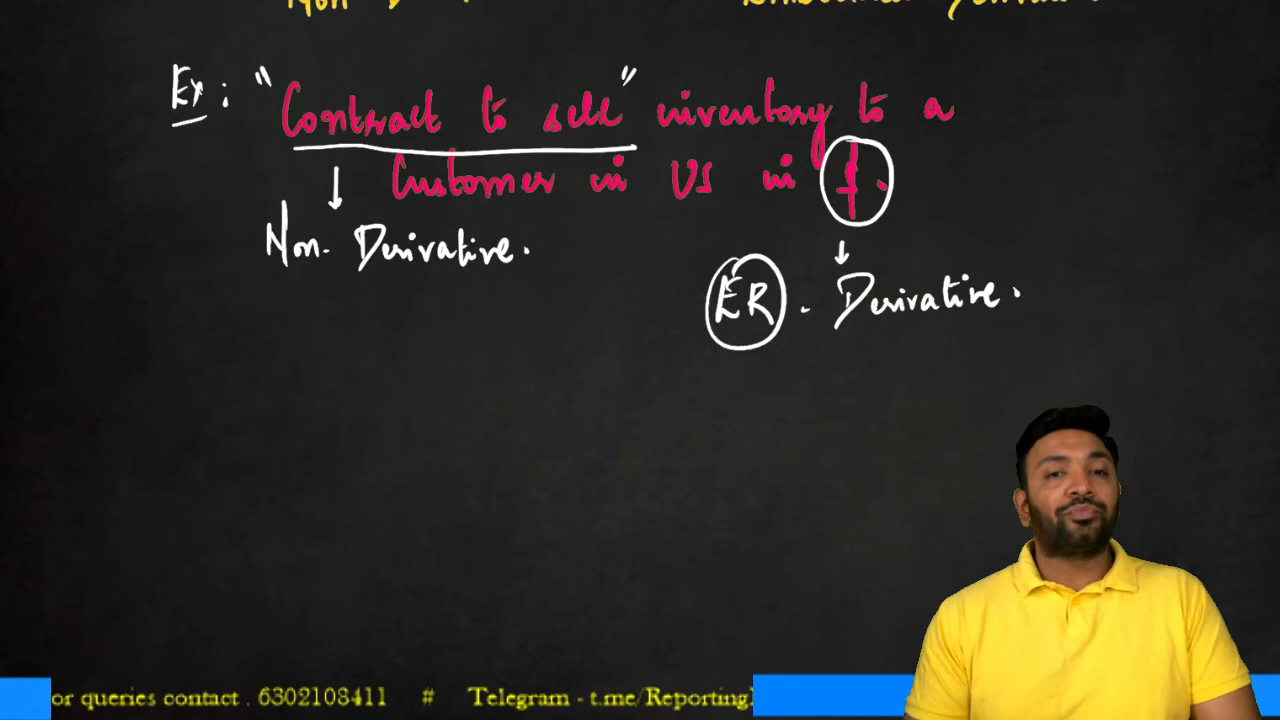 Non
Ex: "Contract to sell" inventory to a
Customer in US in
Non-Derivative.
ER. Derivative.
or queries contact . 6302108411 # Telegram - t.me/Reporting